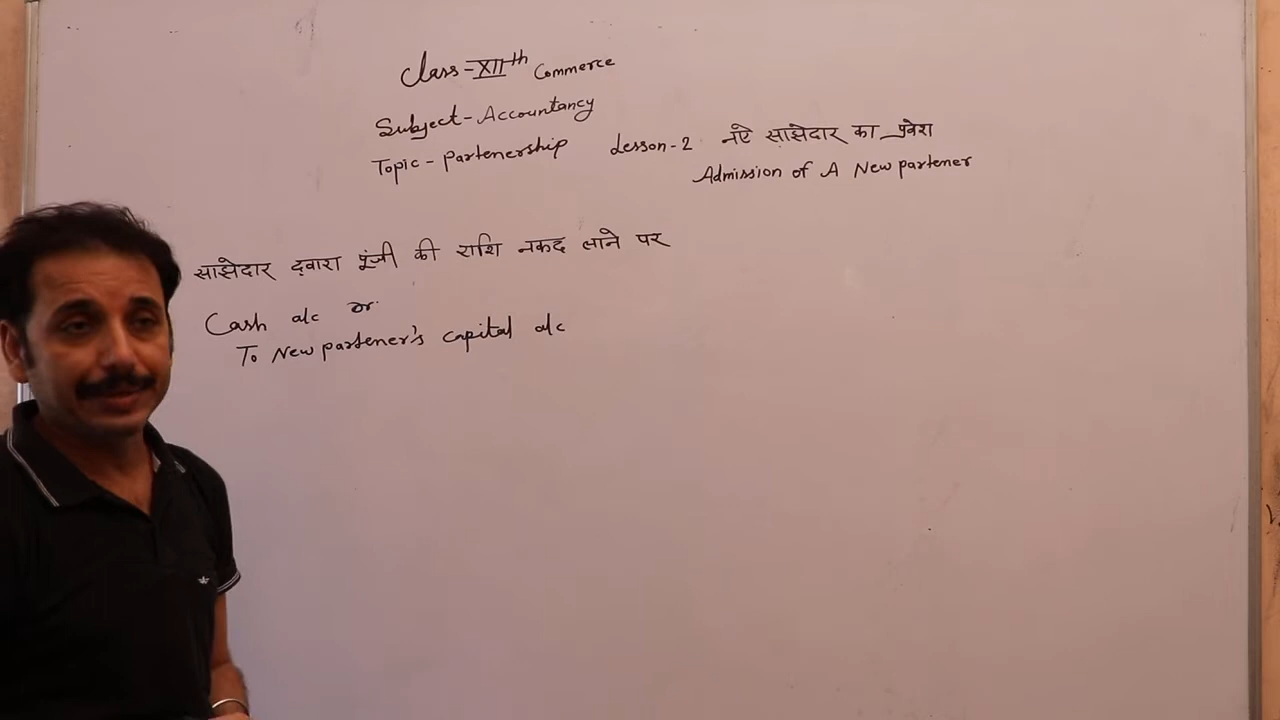 Class-XIIth Commerce
Subject-Accountancy
Topic-Partenership Lesson-2 नऐ साझेदार का प्रवेश
Admission of A New partener
साझेदार द्वारा पूंजी की राशि नकद लाने पर
Cash a/c Dr.
To New partener's capital a/c